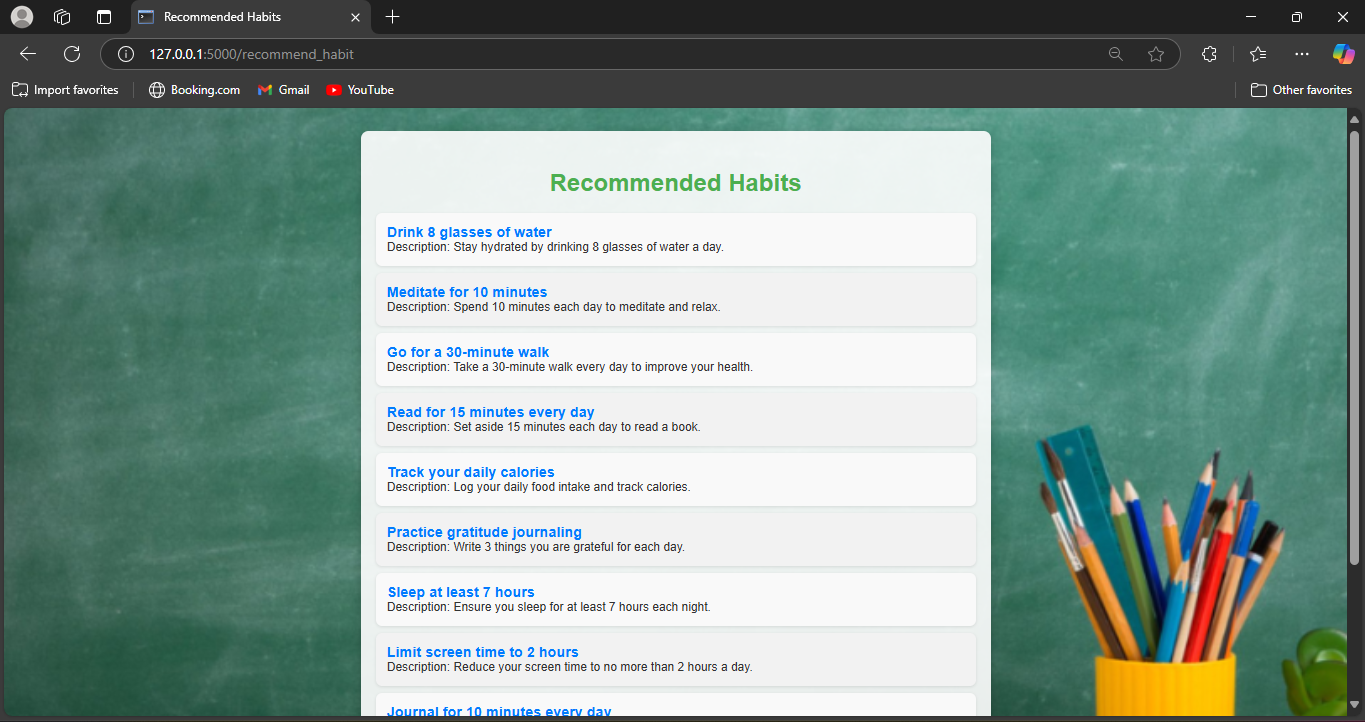 Recommended Habits
127.0.0.1:5000/recommend_habit
Import favorites
Booking.com
Gmail
YouTube
Other favorites
Recommended Habits
Drink 8 glasses of water
Description: Stay hydrated by drinking 8 glasses of water a day.
Meditate for 10 minutes
Description: Spend 10 minutes each day to meditate and relax.
Go for a 30-minute walk
Description: Take a 30-minute walk every day to improve your health.
Read for 15 minutes every day
Description: Set aside 15 minutes each day to read a book.
Track your daily calories
Description: Log your daily food intake and track calories.
Practice gratitude journaling
Description: Write 3 things you are grateful for each day.
Sleep at least 7 hours
Description: Ensure you sleep for at least 7 hours each night.
Limit screen time to 2 hours
Description: Reduce your screen time to no more than 2 hours a day.
Journal for 10 minutes every day